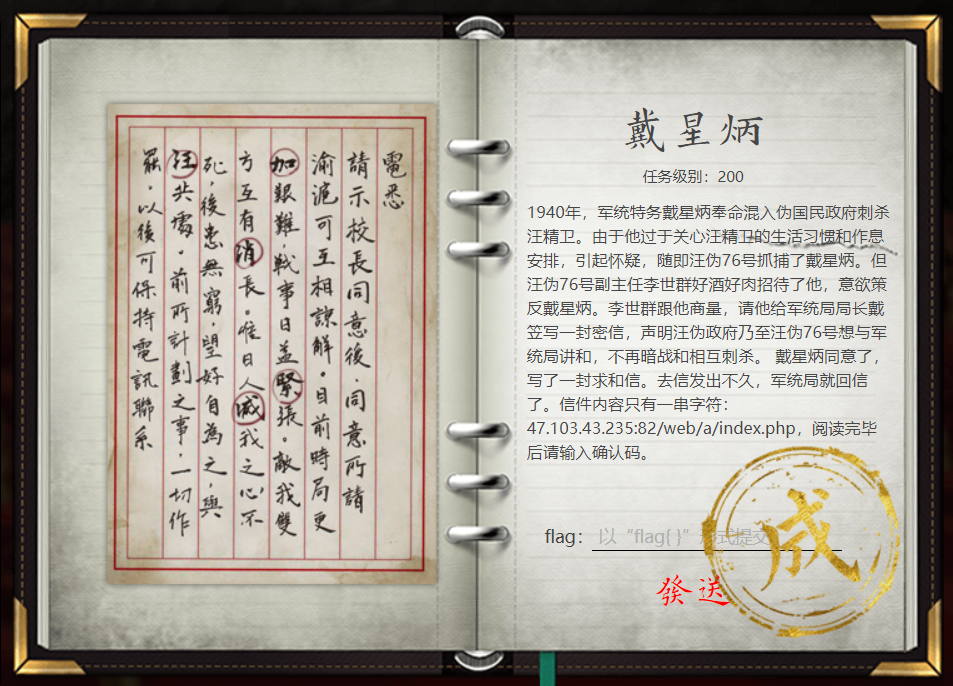 電悉
請示校長同意後．同意所請
渝滬可互相諒解。目前時局更
加艱難，戰事日益緊張。敵我雙
方互有消長。惟日人滅我之心不
死，後患無窮，望好自為之，與
汪共處．前所計劃之事，一切作
罷．以後可保持電訊聯系
戴星炳
任务级别：200
1940年，军统特务戴星炳奉命混入伪国民政府刺杀
汪精卫。由于他过于关心汪精卫的生活习惯和作息
安排，引起怀疑，随即汪伪76号抓捕了戴星炳。但
汪伪76号副主任李世群好酒好肉招待了他，意欲策
反戴星炳。李世群跟他商量，请他给军统局局长戴
笠写一封密信，声明汪伪政府乃至汪伪76号想与军
统局讲和，不再暗战和相互刺杀。 戴星炳同意了，
写了一封求和信。去信发出不久，军统局就回信
了。信件内容只有一串字符：
47.103.43.235:82/web/a/index.php，阅读完毕
后请输入确认码。
flag： 以“flag{ }”形式提交
發送
成